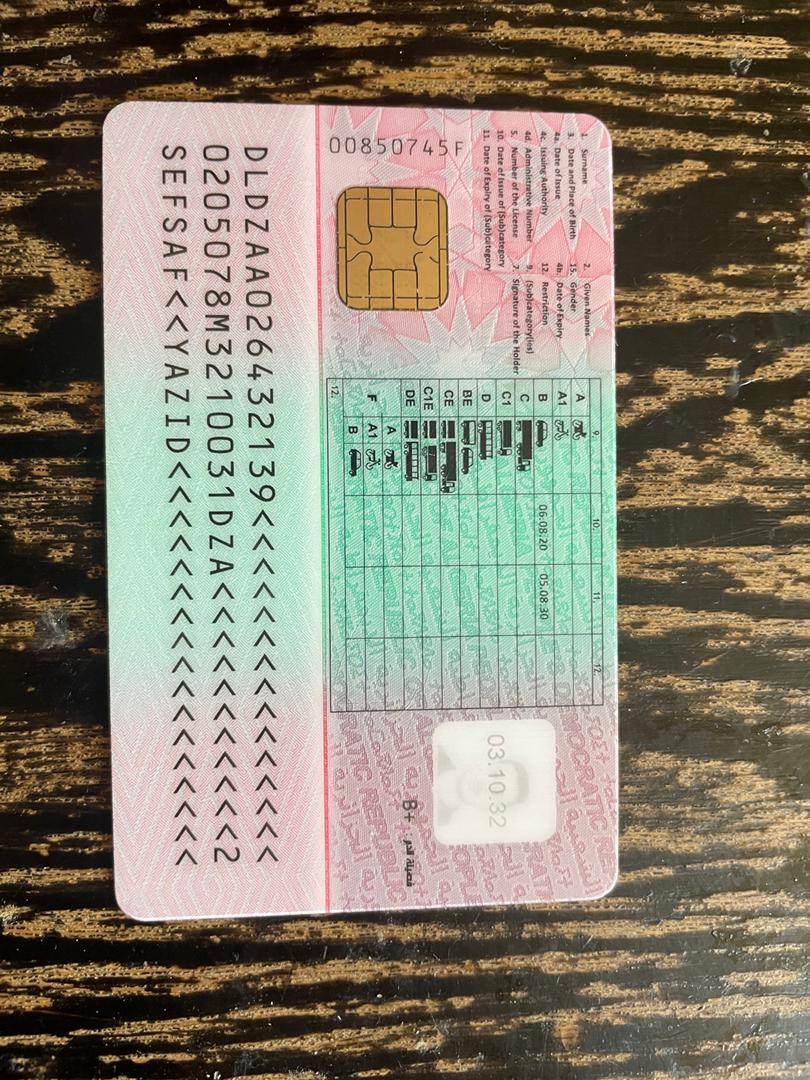 1. Surname
2. Given Names
3. Date and Place of Birth
15. Gender
4a. Date of Issue
4b. Date of Expiry
4c. Issuing Authority
12. Restriction
4d. Administrative Number
9. (Sub)category(ies)
5. Number of the License
7. Signature of the Holder
10. Date of Issue of (Sub)category
11. Date of Expiry of (Sub)category
00850745F
9. 10. 11. 12.
A
A1
B 06.08.20 05.08.30
C
C1
D
BE
CE
C1E
DE
F
A
A1
B
12.
03.10.32
فصيلة الدم: B+
DLDZAA026432139<<<<<<<<<<<<<<<
0205078M3210031DZA<<<<<<<<<<<2
SEFSAF<<YAZID<<<<<<<<<<<<<<<<<